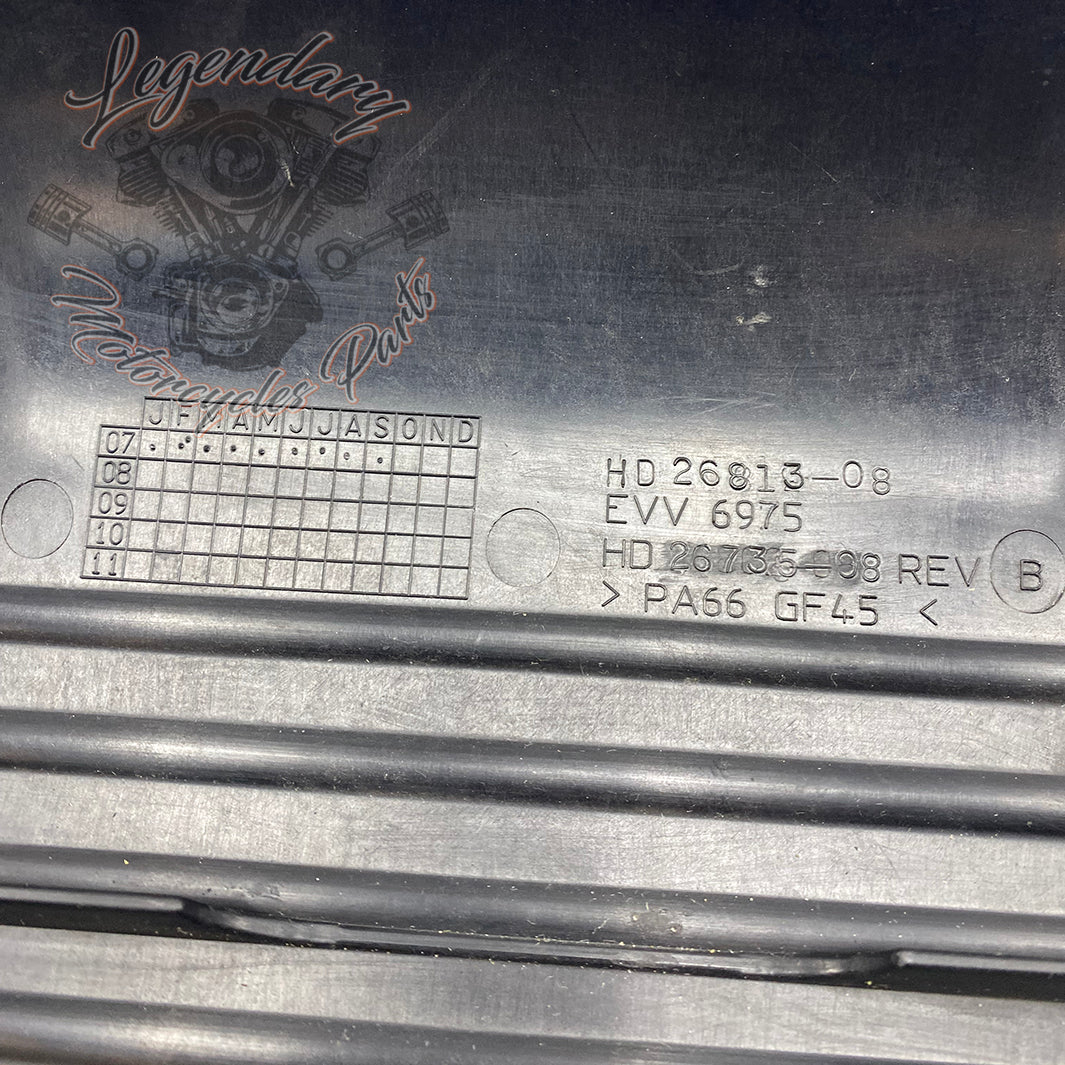 Legendary
Motorcycles Parts
J F M A M J J A S O N D
07
08
09
10
11
HD 26813-08
EVV 6975
HD 26735-08 REV B
> PA66 GF45 <